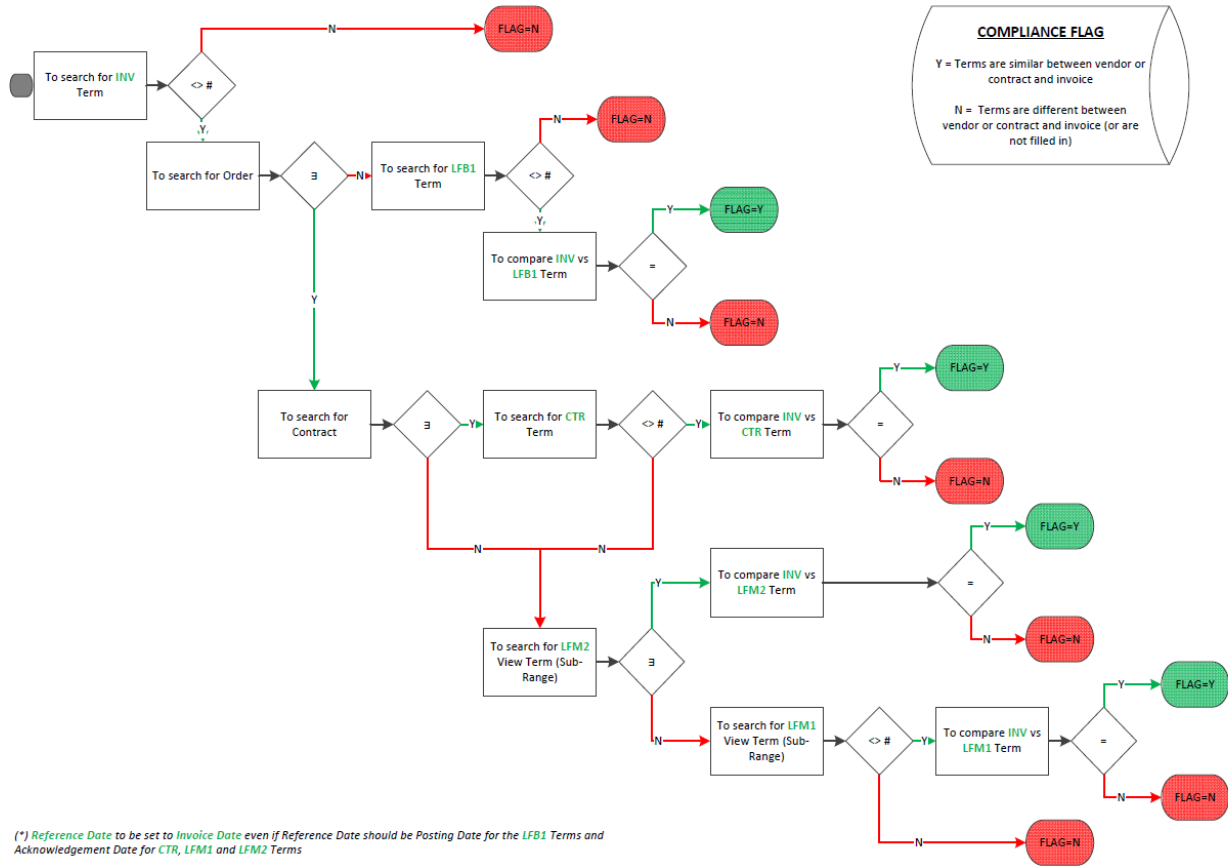 N
FLAG=N
COMPLIANCE FLAG
Y = Terms are similar between vendor or
contract and invoice
N = Terms are different between
vendor or contract and invoice (or are
not filled in)
To search for INV
Term
<> #
Y
To search for Order
Ǝ
N
To search for LFB1
Term
<> #
N
FLAG=N
Y
To compare INV vs
LFB1 Term
=
Y
FLAG=Y
N
FLAG=N
Y
To search for
Contract
Ǝ
Y
To search for CTR
Term
<> #
Y
To compare INV vs
CTR Term
=
Y
FLAG=Y
N
FLAG=N
N
N
To search for LFM2
View Term (Sub-
Range)
Ǝ
Y
To compare INV vs
LFM2 Term
=
Y
FLAG=Y
N
FLAG=N
N
To search for LFM1
View Term (Sub-
Range)
<> #
Y
To compare INV vs
LFM1 Term
=
Y
FLAG=Y
N
FLAG=N
N
FLAG=N
(*) Reference Date to be set to Invoice Date even if Reference Date should be Posting Date for the LFB1 Terms and
Acknowledgement Date for CTR, LFM1 and LFM2 Terms